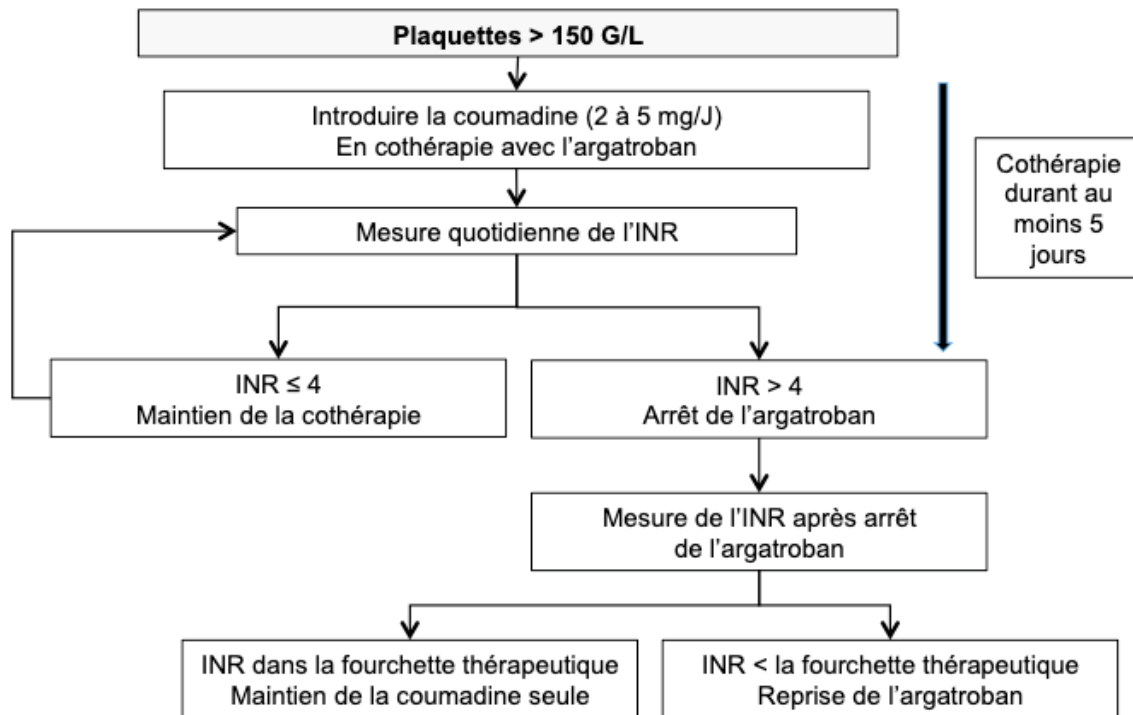 Plaquettes > 150 G/L
Introduire la coumadine (2 à 5 mg/J)
En cothérapie avec l’argatroban
Cothérapie
durant au
moins 5
jours
Mesure quotidienne de l’INR
INR ≤ 4
Maintien de la cothérapie
INR > 4
Arrêt de l’argatroban
Mesure de l’INR après arrêt
de l’argatroban
INR dans la fourchette thérapeutique
Maintien de la coumadine seule
INR < la fourchette thérapeutique
Reprise de l’argatroban